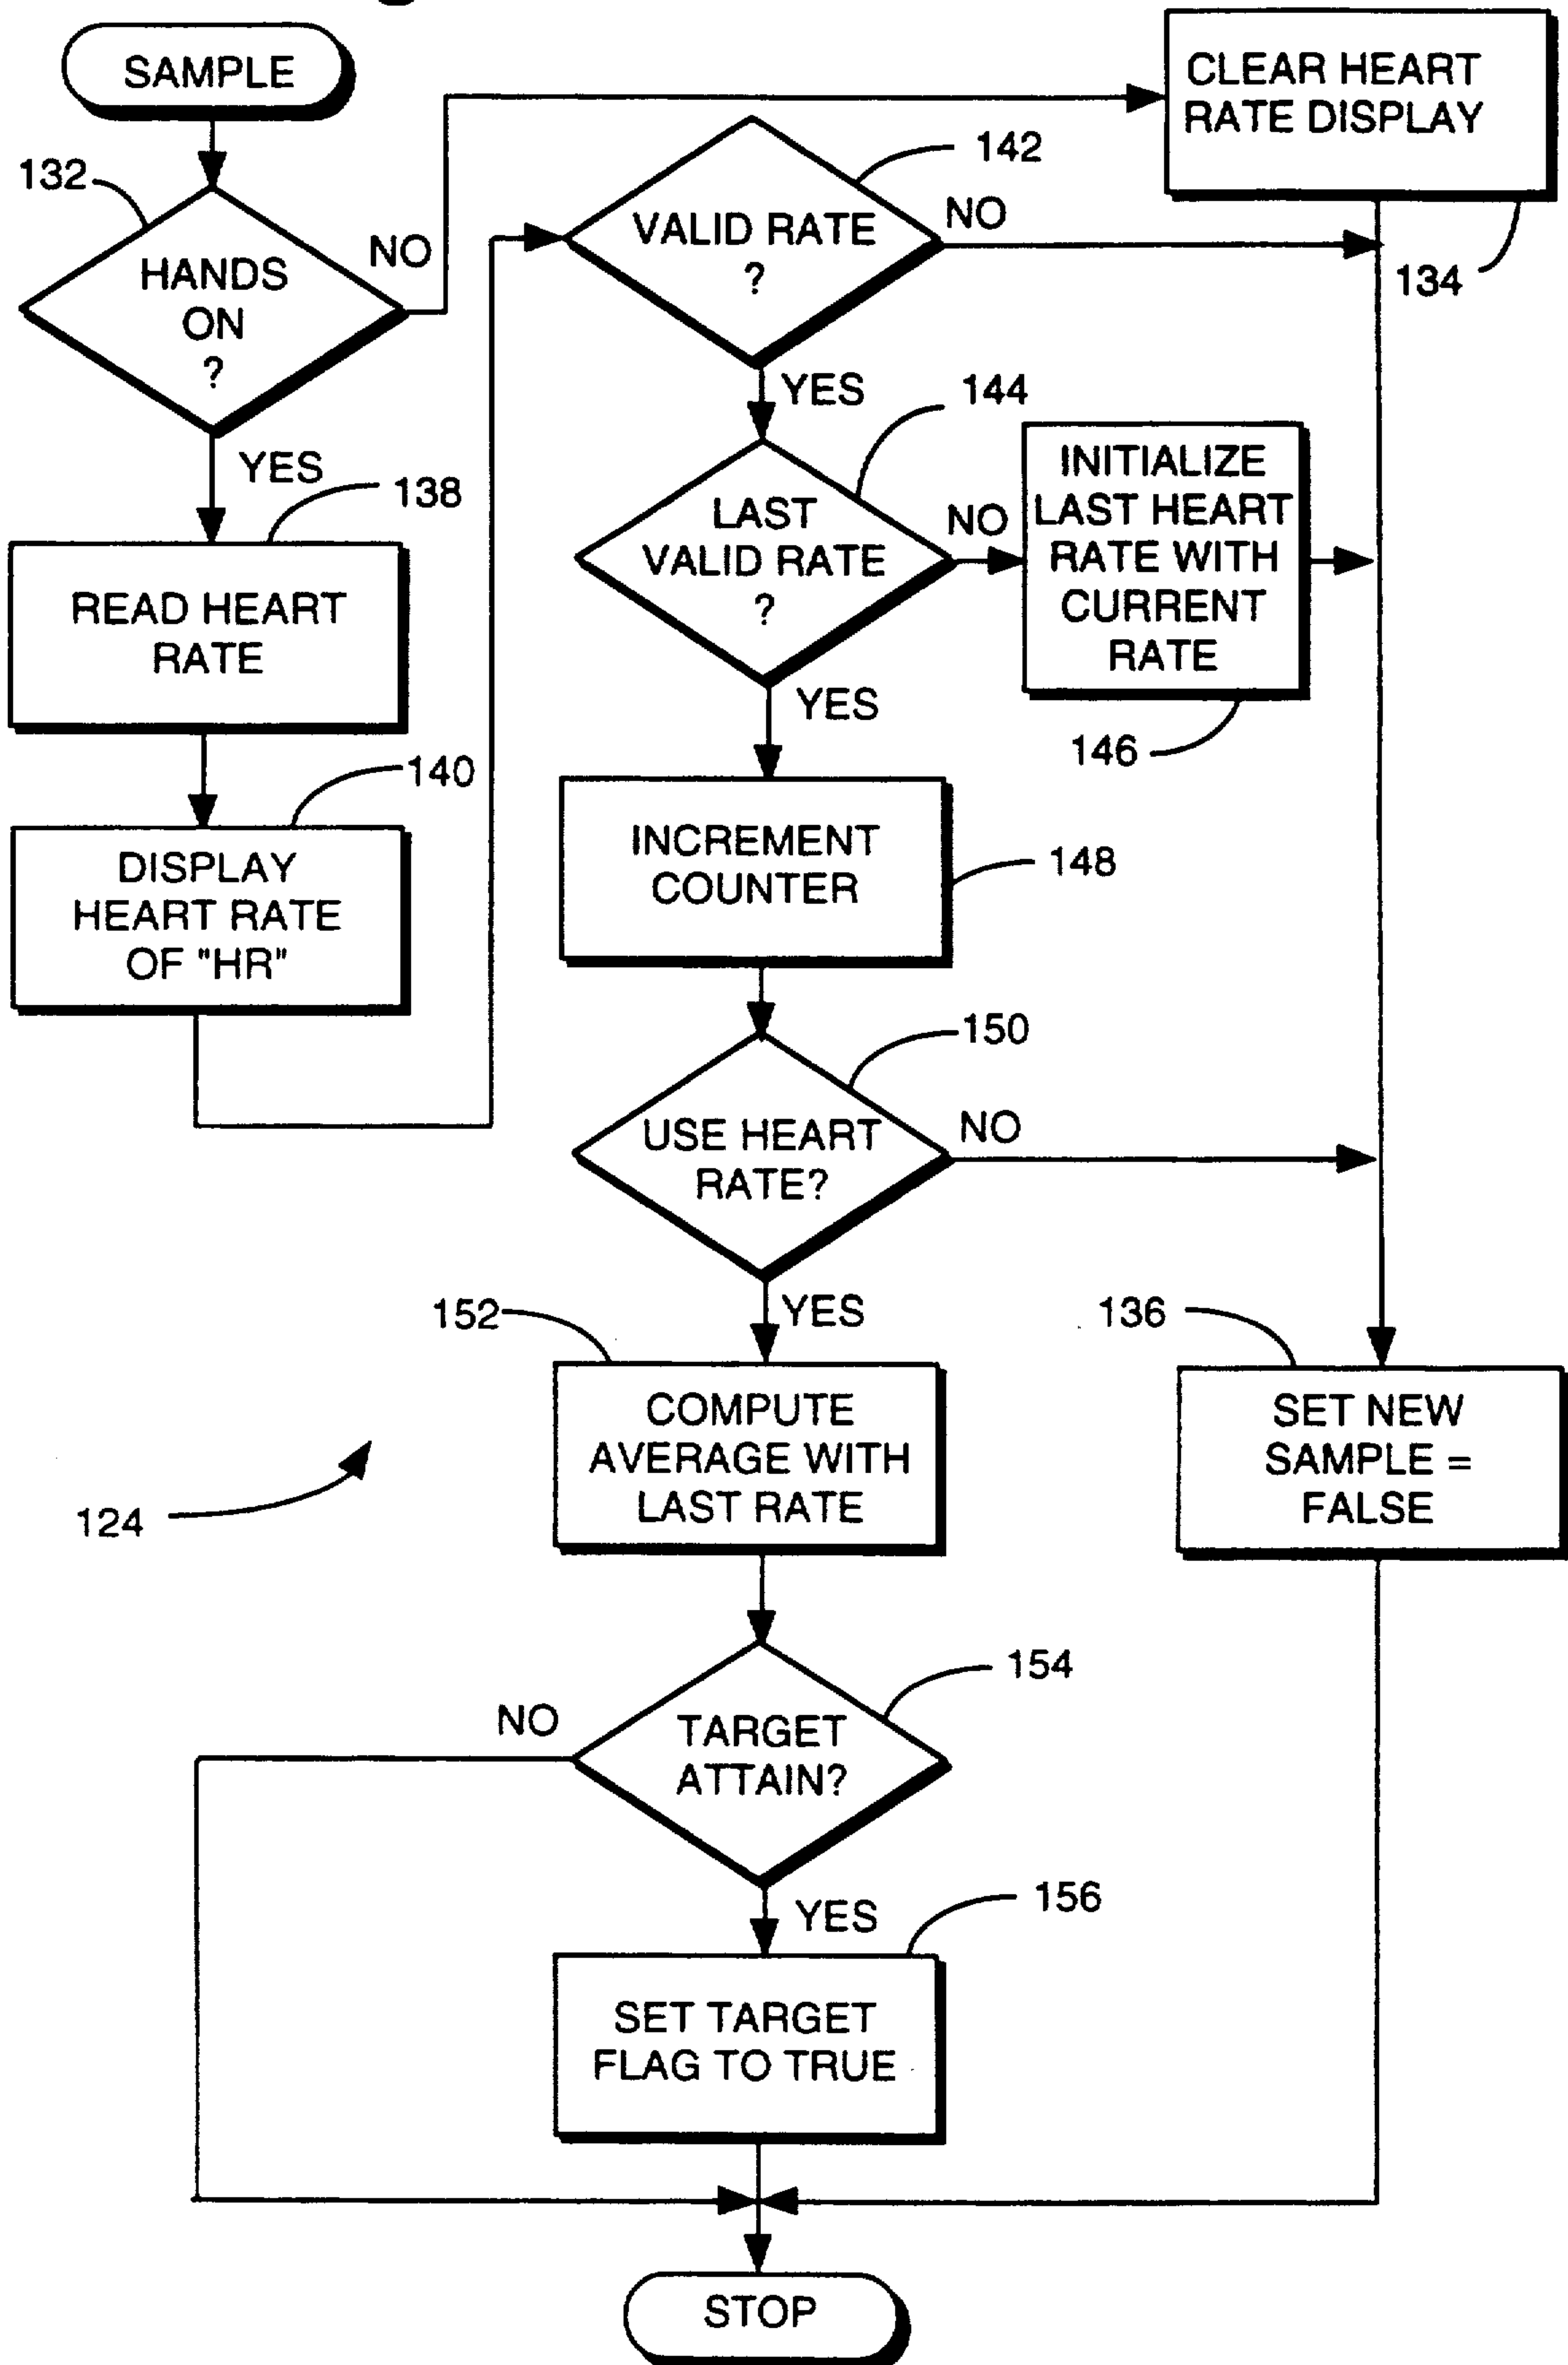 SAMPLE
132
HANDS
ON
?
NO
YES
138
READ HEART
RATE
140
DISPLAY
HEART RATE
OF "HR"
CLEAR HEART
RATE DISPLAY
134
142
VALID RATE
?
NO
YES
144
LAST
VALID RATE
?
NO
INITIALIZE
LAST HEART
RATE WITH
CURRENT
RATE
146
YES
INCREMENT
COUNTER
148
150
USE HEART
RATE?
NO
YES
152
COMPUTE
AVERAGE WITH
LAST RATE
136
SET NEW
SAMPLE =
FALSE
124
154
NO
TARGET
ATTAIN?
YES
156
SET TARGET
FLAG TO TRUE
STOP